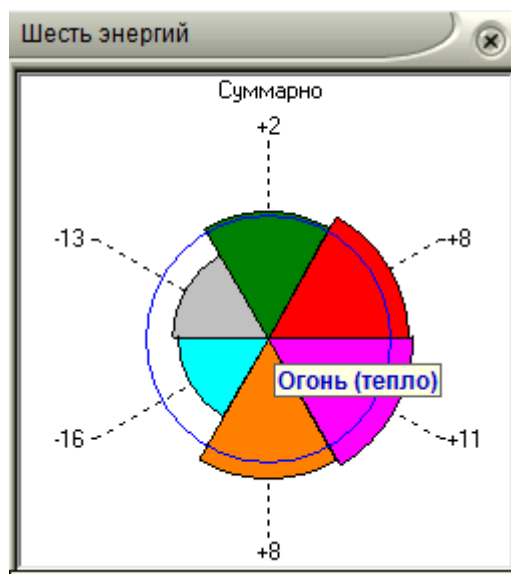 Шесть энергий
Суммарно
+2
-13
+8
Огонь (тепло)
-16
+11
+8